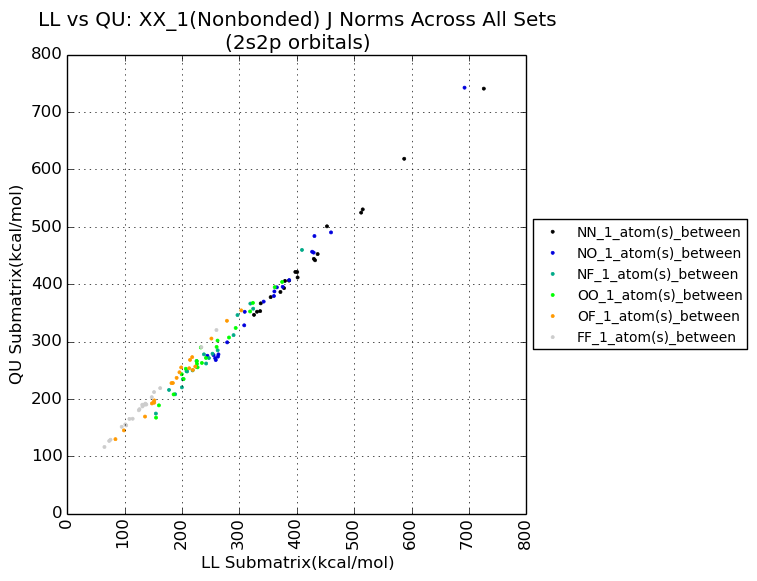 LL vs QU: XX_1(Nonbonded) J Norms Across All Sets
(2s2p orbitals)
800
700
600
500
400
300
200
100
0
QU Submatrix(kcal/mol)
0 100 200 300 400 500 600 700 800
LL Submatrix(kcal/mol)
NN_1_atom(s)_between
NO_1_atom(s)_between
NF_1_atom(s)_between
OO_1_atom(s)_between
OF_1_atom(s)_between
FF_1_atom(s)_between